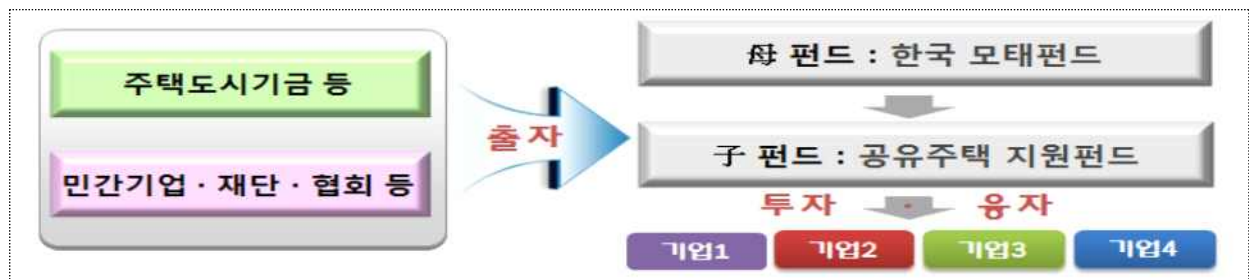 주택도시기금 등
민간기업 · 재단 · 협회 등
출자
母 펀드 : 한국 모태펀드
子 펀드 : 공유주택 지원펀드
투자 · 융자
기업1 기업2 기업3 기업4